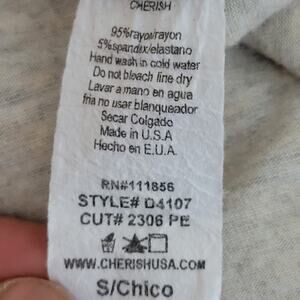 CHERISH
95%rayon/rayon
5%spandex/elastano
Hand wash in cold water
Do not bleach line dry
Lavar a mano en agua
fria no usar blanqueador
Secar Colgado
Made in U.S.A
Hecho en E.U.A.
RN#111856
STYLE# D4107
CUT# 2306 PE
WWW.CHERISHUSA.COM
S/Chico